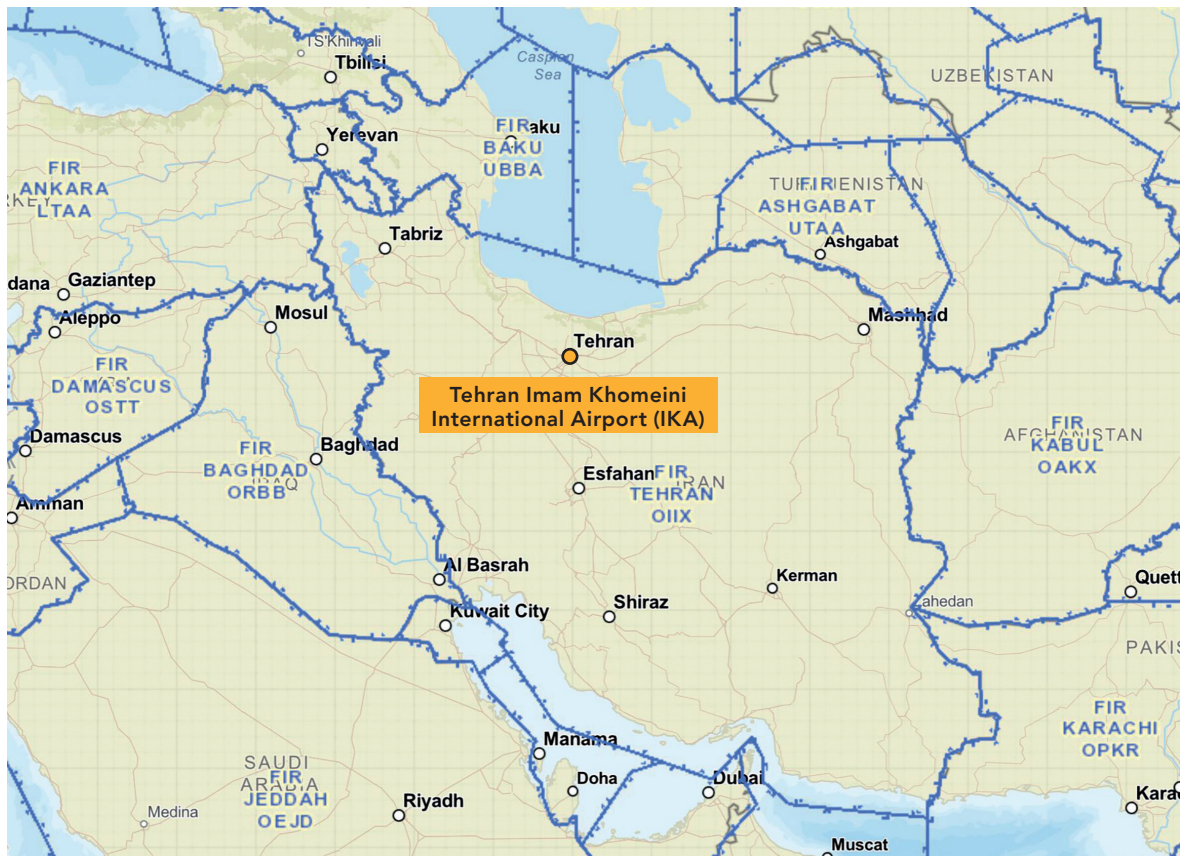 TS'Khinvali
Tbilisi
Caspian
Sea
UZBEKISTAN
Yerevan
FIR
BAKU
UBBA
Baku
FIR
ANKARA
LTAA
FIR
ASHGABAT
UTAA
TURKMENISTAN
Ashgabat
Tabriz
Gaziantep
Aleppo
Mosul
Mashhad
Tehran
Tehran Imam Khomeini
International Airport (IKA)
FIR
DAMASCUS
OSTT
Damascus
Baghdad
FIR
BAGHDAD
ORBB
IRAQ
Esfahan
FIR
TEHRAN
OIIX
IRAN
AFGHANISTAN
FIR
KABUL
OAKX
Amman
Al Basrah
Kerman
Quett
ORDAN
Kuwait City
Shiraz
ahedan
PAKIS
FIR
KARACHI
OPKR
Manama
SAUDI
ARABIA
FIR
JEDDAH
OEJD
Doha
Dubai
Medina
Riyadh
Kara
Muscat